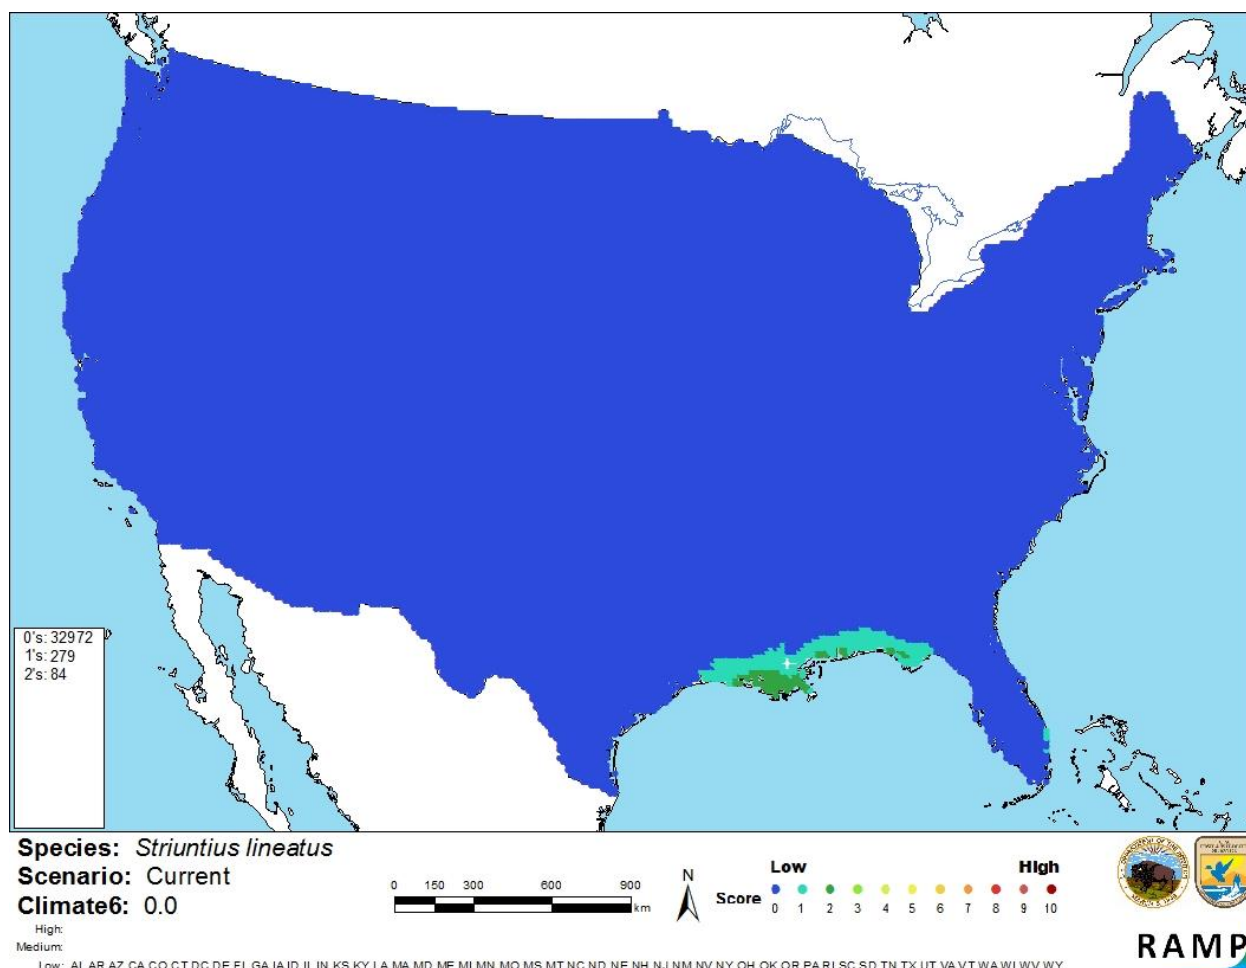 0's: 32972
1's: 279
2's: 84
Species: Striuntius lineatus
Scenario: Current
Climate6: 0.0
High:
Medium:
Low: AL AR AZ CA CO CT DC DE FL GA IA ID IL IN KS KY LA MA MD ME MI MN MO MS MT NC ND NE NH NJ NM NV NY OH OK OR PA RI SC SD TN TX UT VA VT WA WI WV WY
0 150 300 600 900
km
N
Low High
Score
0 1 2 3 4 5 6 7 8 9 10
RAMP